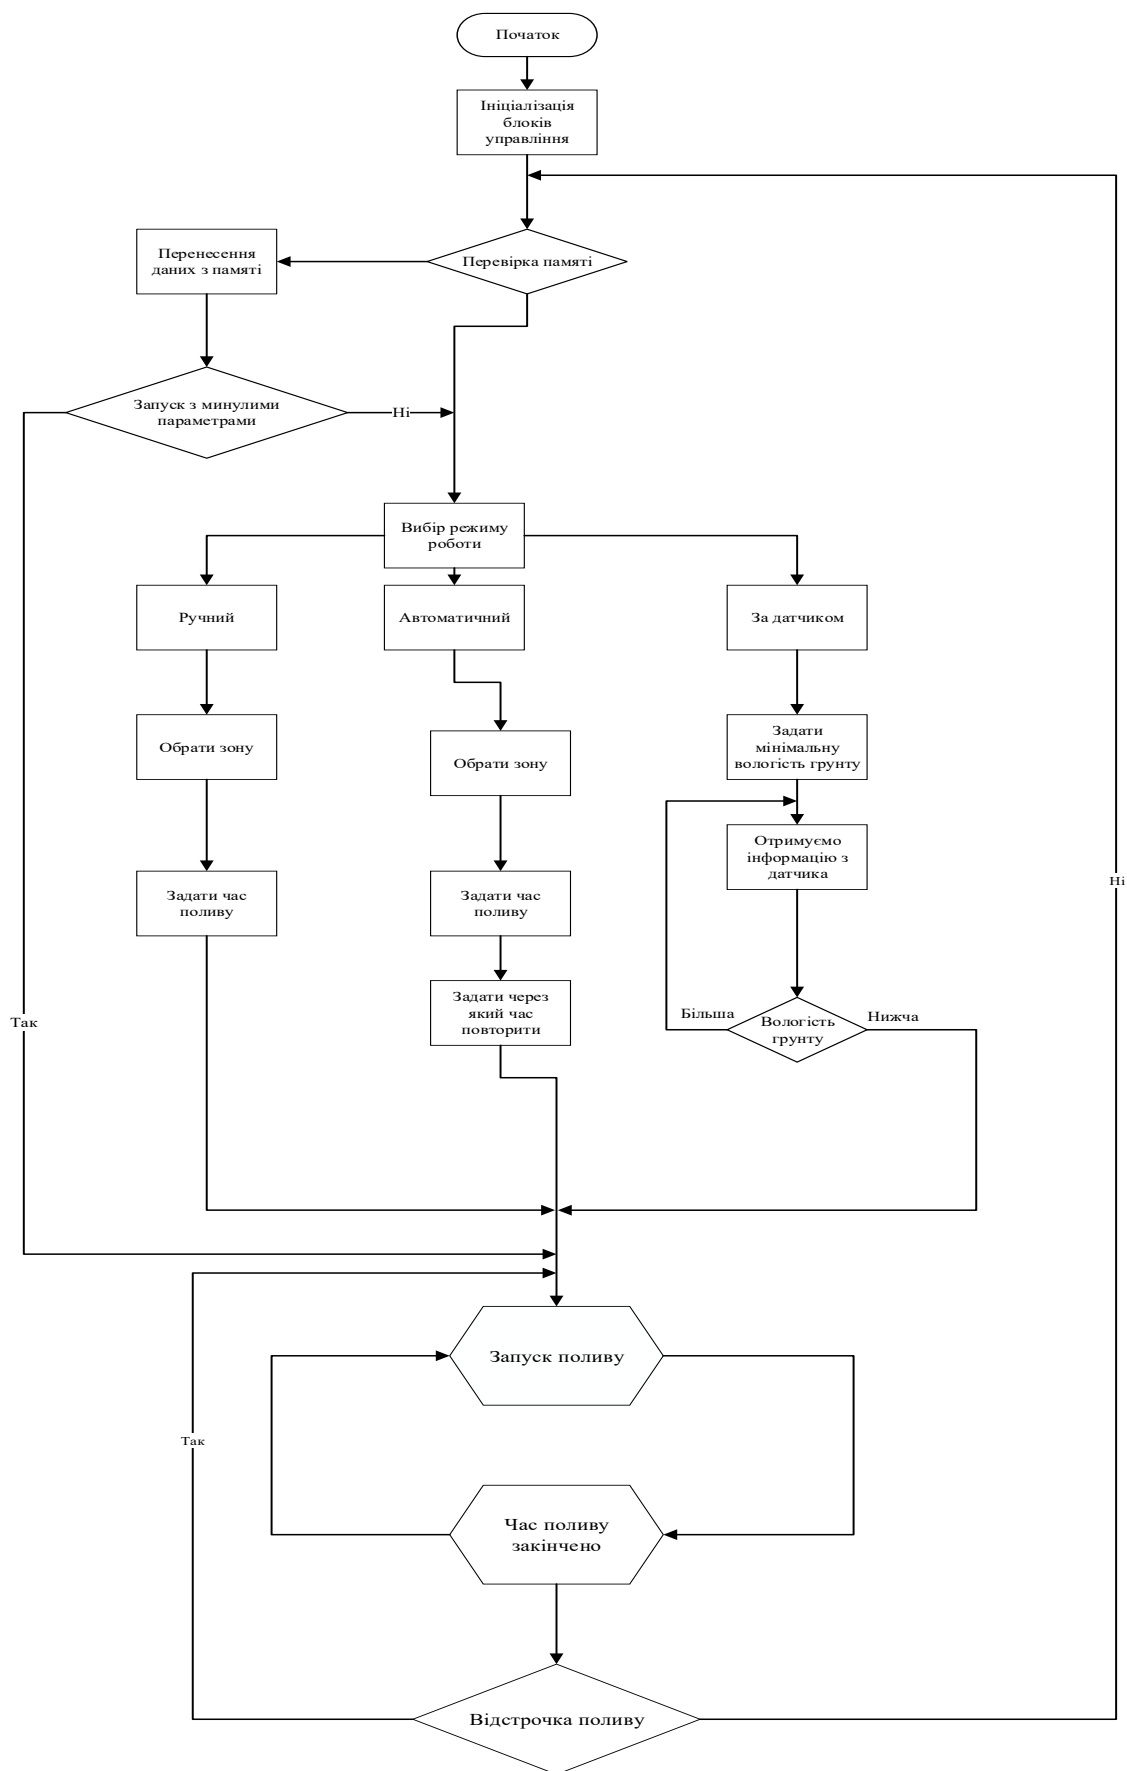 Початок
Ініціалізація
блоків
управління
Перенесення
даних з памяті
Перевірка памяті
Запуск з минулими
параметрами
Ні
Вибір режиму
роботи
Ручний
Автоматичний
За датчиком
Обрати зону
Обрати зону
Задати
мінімальну
вологість грунту
Отримуємо
інформацію з
датчика
Задати час
поливу
Задати час
поливу
Ні
Задати через
який час
повторити
Так
Більша
Вологість
грунту
Нижча
Запуск поливу
Так
Час поливу
закінчено
Відстрочка поливу